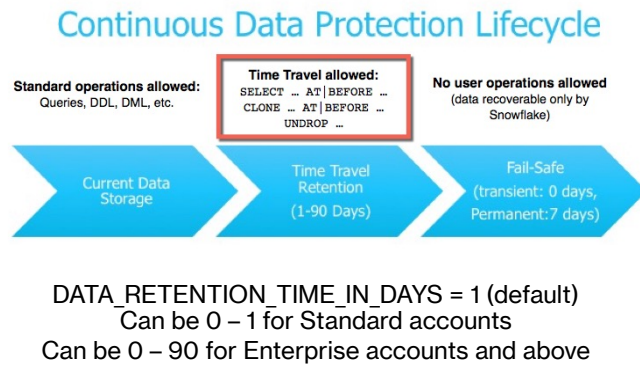 Continuous Data Protection Lifecycle
Standard operations allowed:
Queries, DDL, DML, etc.
Time Travel allowed:
SELECT … AT|BEFORE …
CLONE … AT|BEFORE …
UNDROP …
No user operations allowed
(data recoverable only by
Snowflake)
Current Data
Storage
Time Travel
Retention
(1-90 Days)
Fail-Safe
(transient: 0 days,
Permanent:7 days)
DATA_RETENTION_TIME_IN_DAYS = 1 (default)
Can be 0 – 1 for Standard accounts
Can be 0 – 90 for Enterprise accounts and above